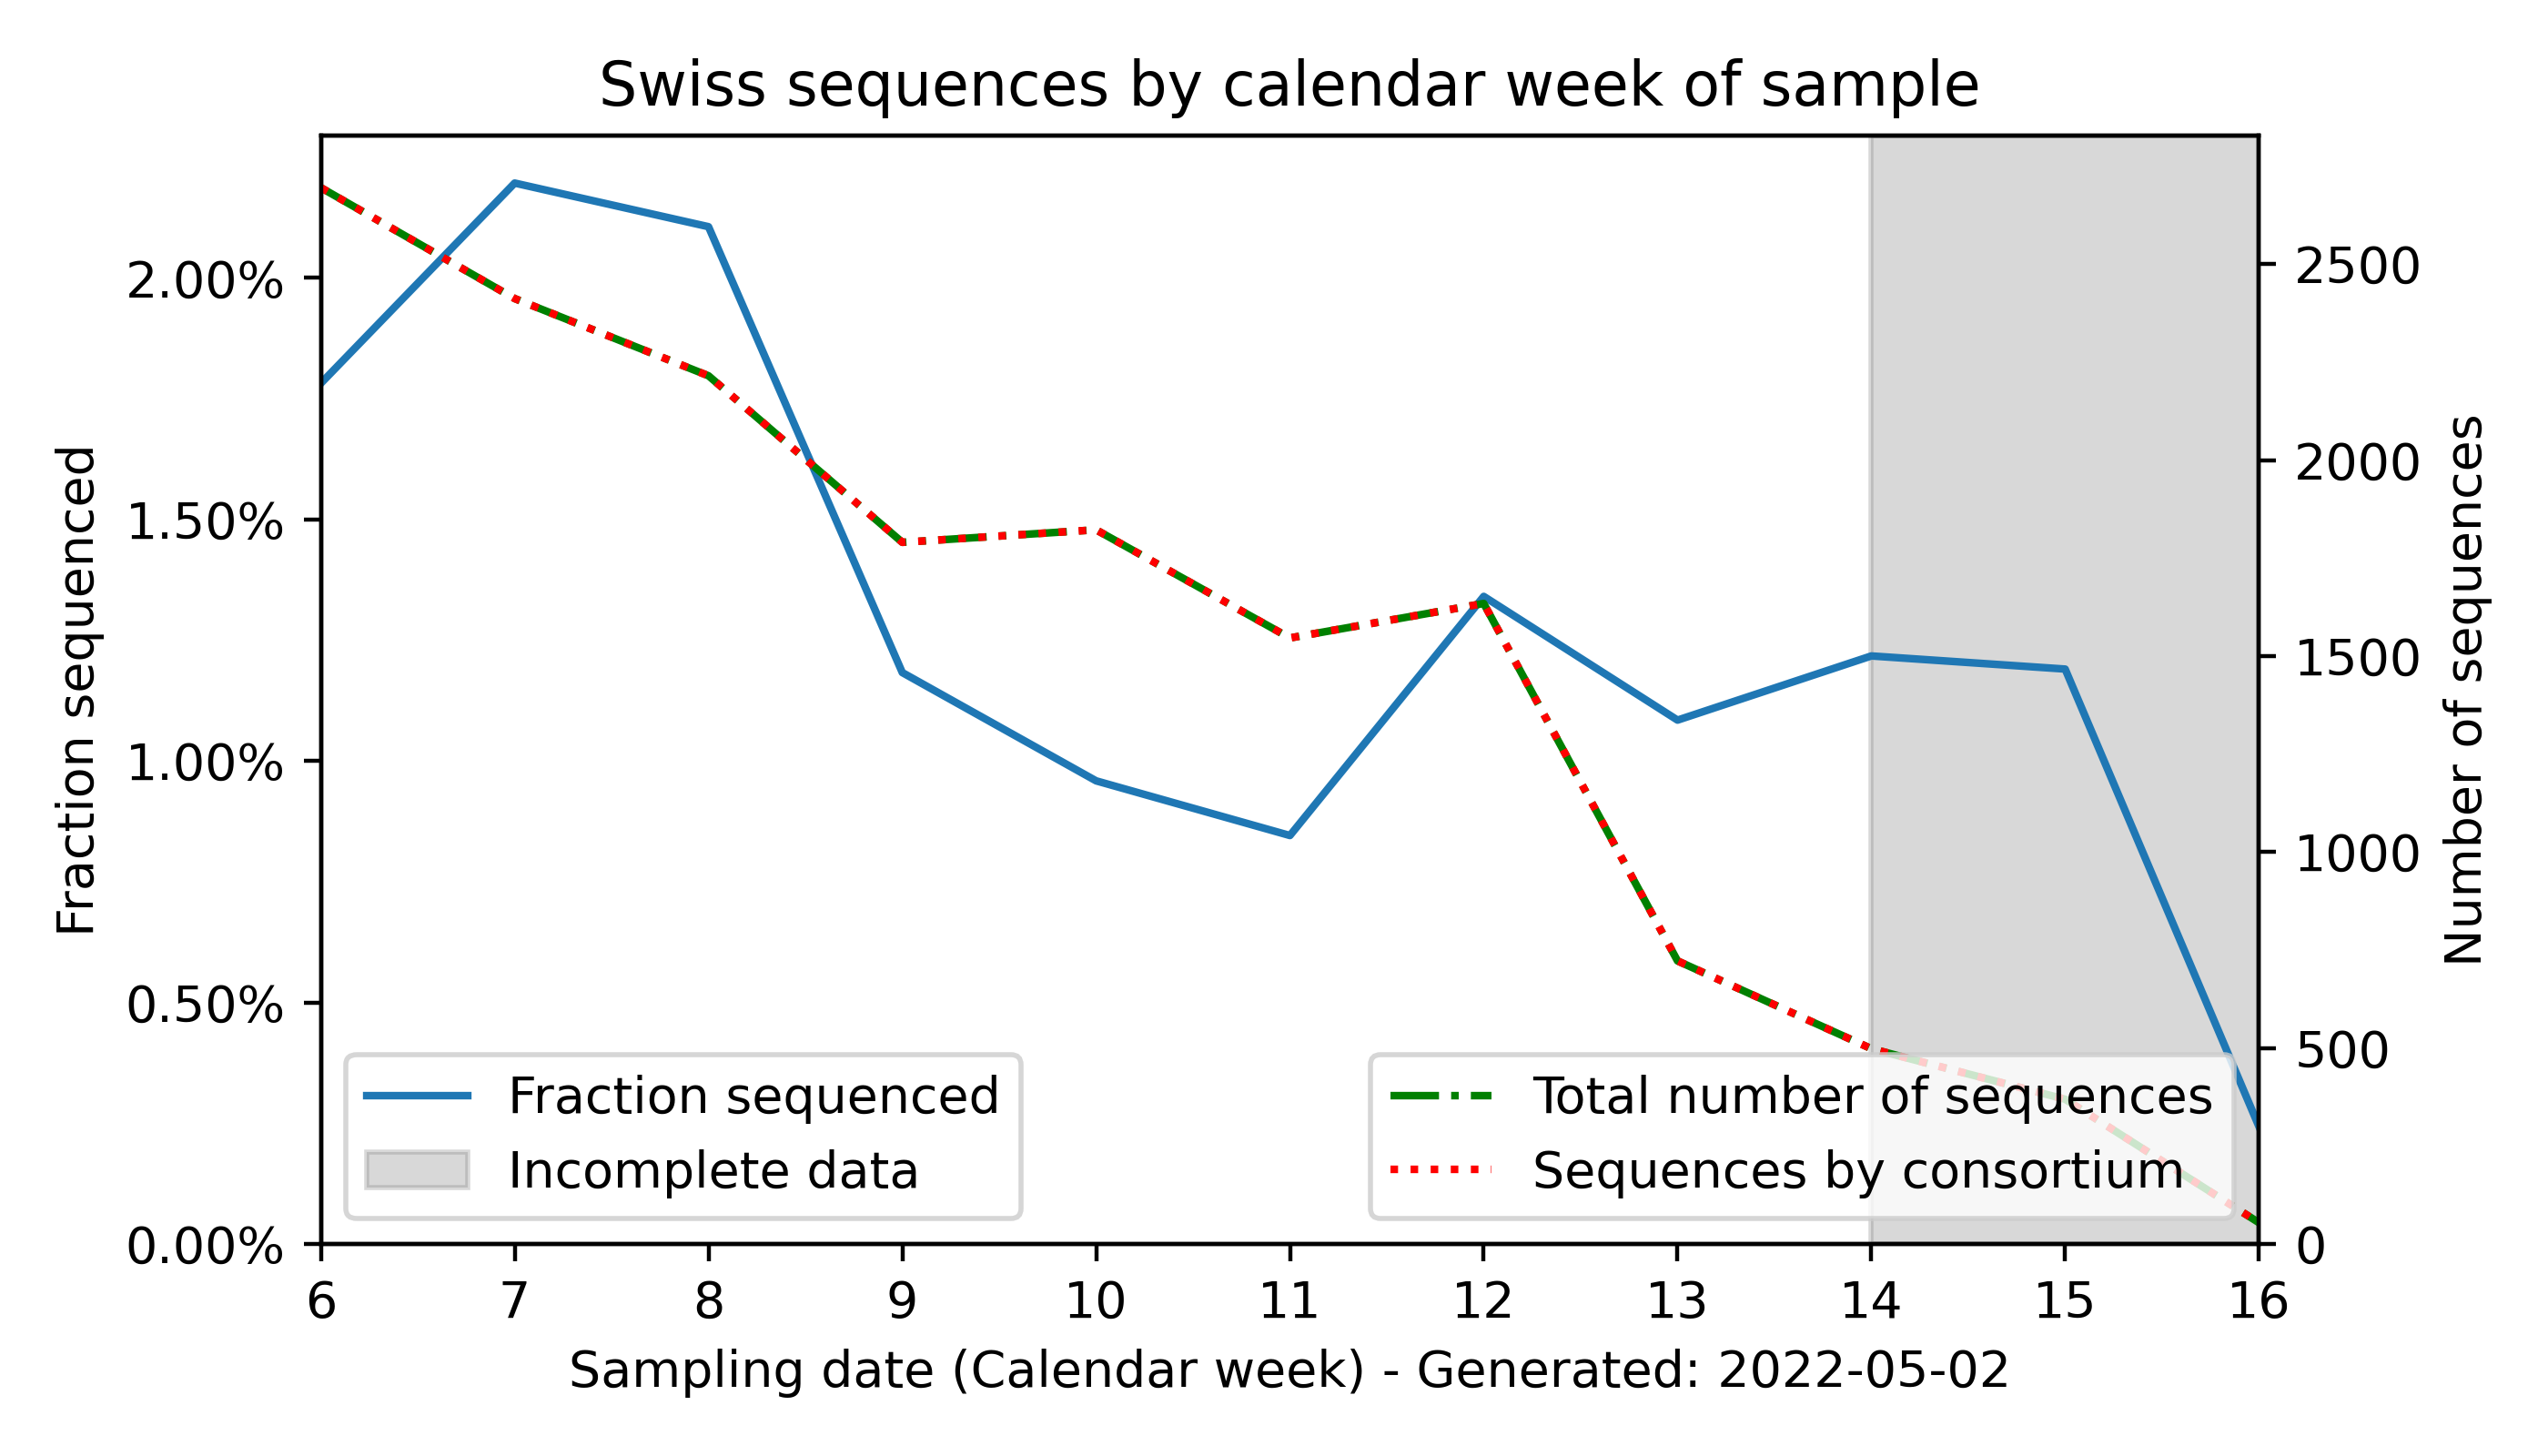 Swiss sequences by calendar week of sample
Fraction sequenced
2.00%
1.50%
1.00%
0.50%
0.00%
2500
2000
1500
1000
500
0
Number of sequences
Fraction sequenced
Incomplete data
Total number of sequences
Sequences by consortium
6 7 8 9 10 11 12 13 14 15 16
Sampling date (Calendar week) - Generated: 2022-05-02